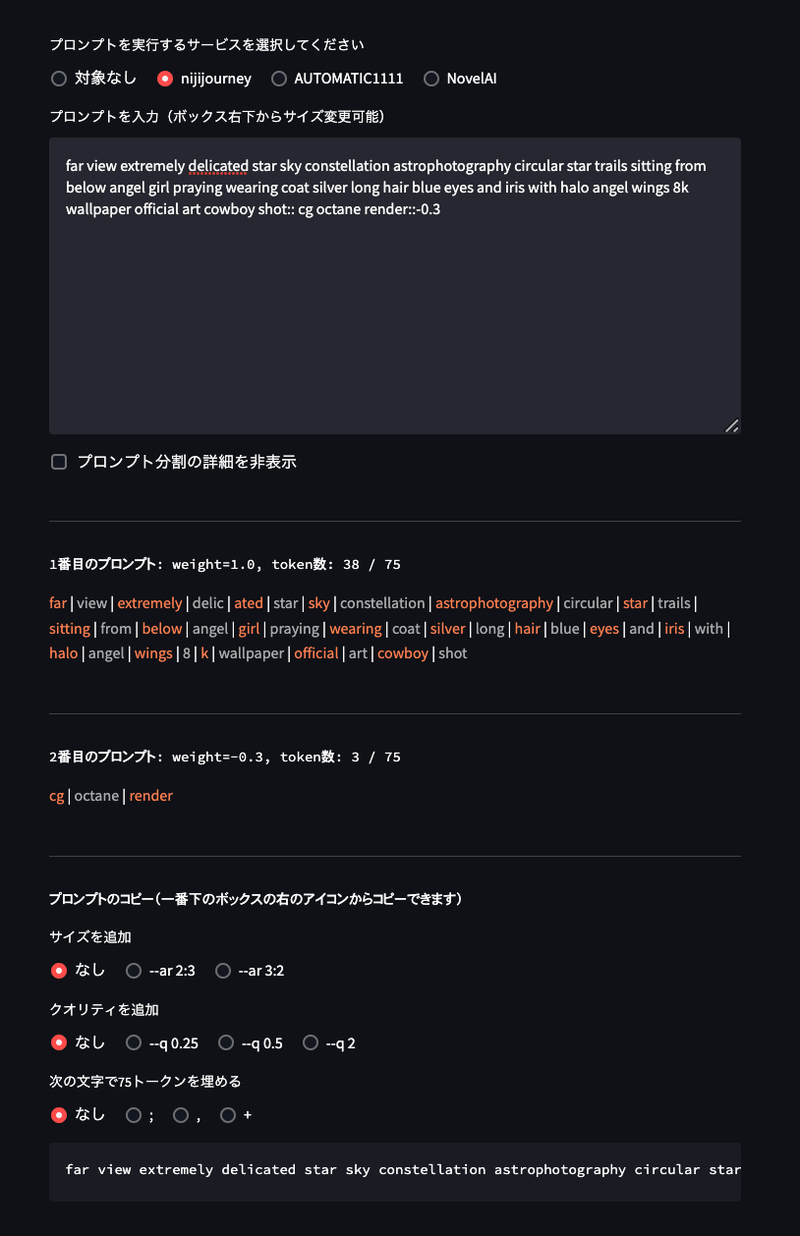 プロンプトを実行するサービスを選択してください
対象なし nijijourney AUTOMATIC1111 NovelAI
プロンプトを入力（ボックス右下からサイズ変更可能）
far view extremely delicated star sky constellation astrophotography circular star trails sitting from
below angel girl praying wearing coat silver long hair blue eyes and iris with halo angel wings 8k
wallpaper official art cowboy shot:: cg octane render::-0.3
プロンプト分割の詳細を非表示
1番目のプロンプト: weight=1.0, token数: 38 / 75
far | view | extremely | delic | ated | star | sky | constellation | astrophotography | circular | star | trails |
sitting | from | below | angel | girl | praying | wearing | coat | silver | long | hair | blue | eyes | and | iris | with |
halo | angel | wings | 8 | k | wallpaper | official | art | cowboy | shot
2番目のプロンプト: weight=-0.3, token数: 3 / 75
cg | octane | render
プロンプトのコピー（一番下のボックスの右のアイコンからコピーできます）
サイズを追加
なし --ar 2:3 --ar 3:2
クオリティを追加
なし --q 0.25 --q 0.5 --q 2
次の文字で75トークンを埋める
なし ; , +
far view extremely delicated star sky constellation astrophotography circular star